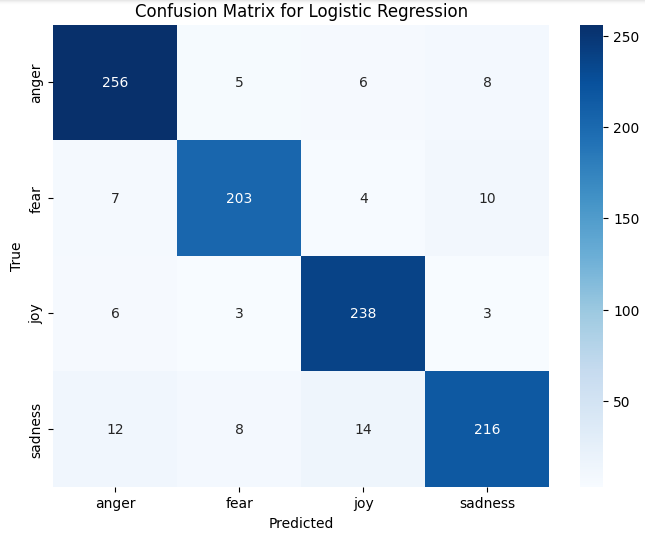 Confusion Matrix for Logistic Regression
anger
256 5 6 8
fear
7 203 4 10
joy
6 3 238 3
sadness
12 8 14 216
True
anger fear joy sadness
Predicted
250
200
150
100
50